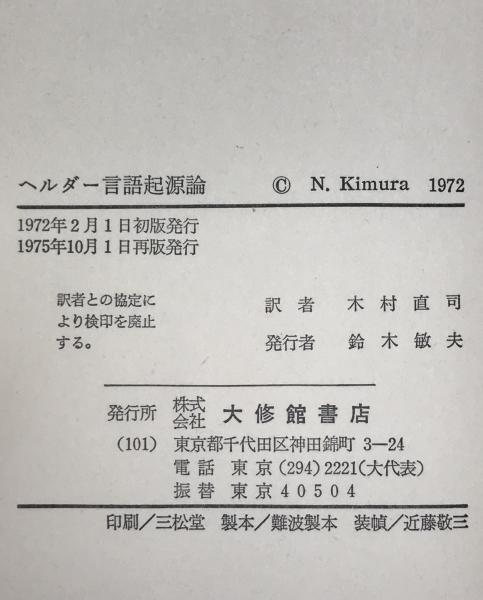 ヘルダー言語起源論 © N. Kimura 1972
1972年2月1日初版発行
1975年10月1日再版発行
訳者との協定に
より検印を廃止
する。
訳者 木村直司
発行者 鈴木敏夫
発行所 株式会社 大修館書店
(101) 東京都千代田区神田錦町 3—24
電話 東京(294)2221(大代表)
振替 東京40504
印刷/三松堂 製本/難波製本 装幀/近藤敬三